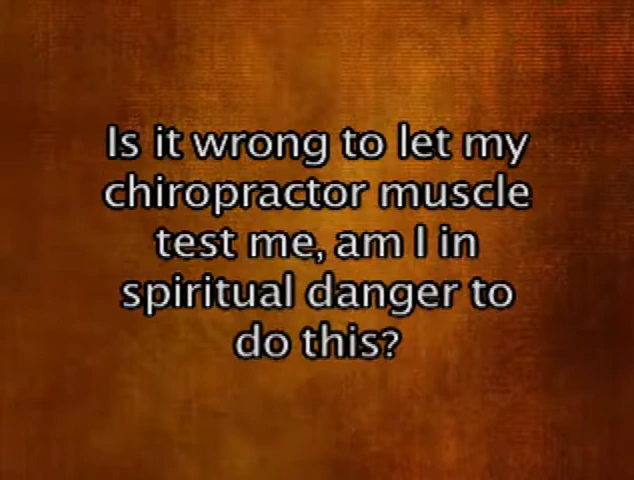 Is it wrong to let my
chiropractor muscle
test me, am I in
spiritual danger to
do this?